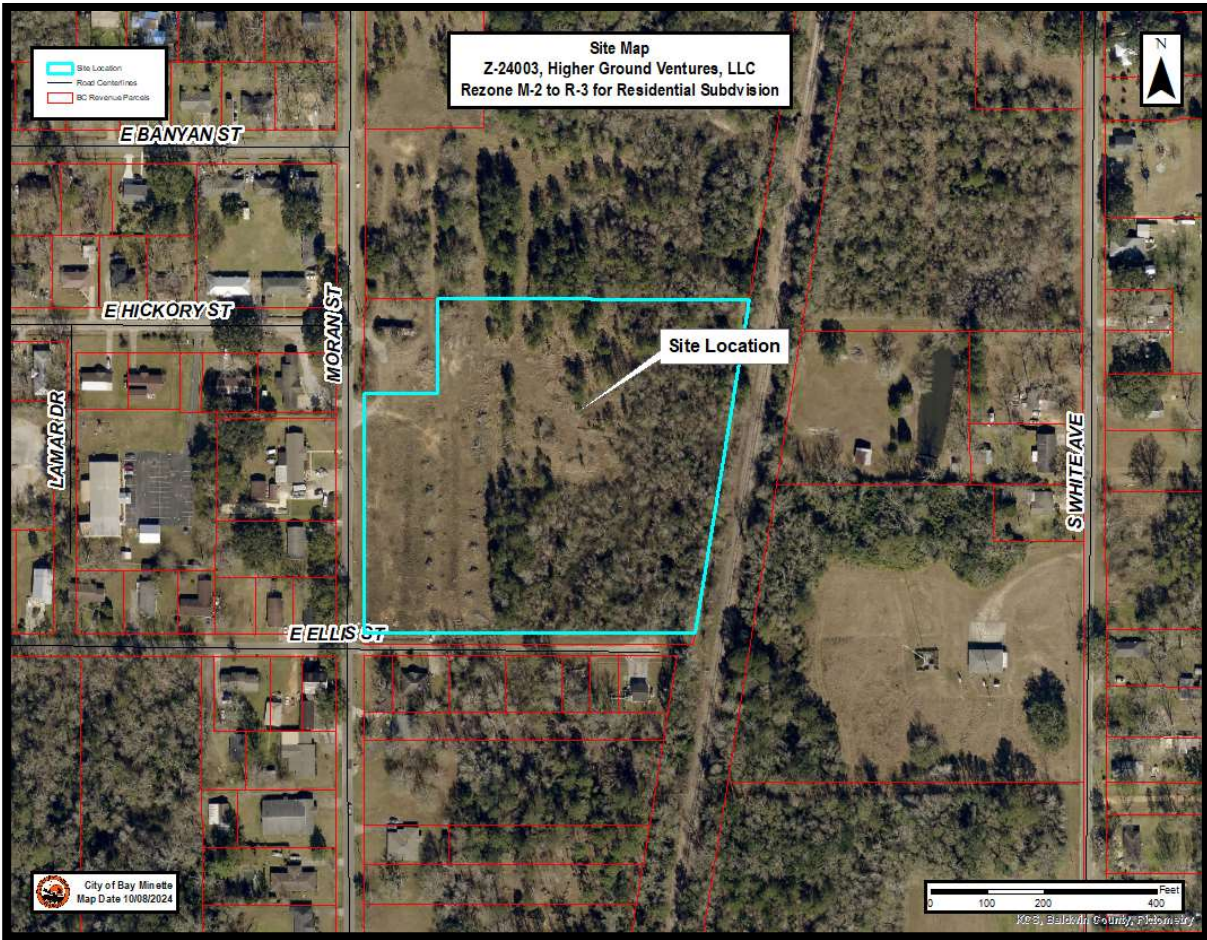 Site Map
Z-24003, Higher Ground Ventures, LLC
Rezone M-2 to R-3 for Residential Subdvision
Site Location
Road Centerlines
BC Revenue Parcels
N
E BANYAN ST
E HICKORY ST
MORAN ST
LAMAR DR
Site Location
S WHITE AVE
E ELLIS ST
City of Bay Minette
Map Date 10/08/2024
Feet
0 100 200 400
KCS, Baldwin County, Pictometry